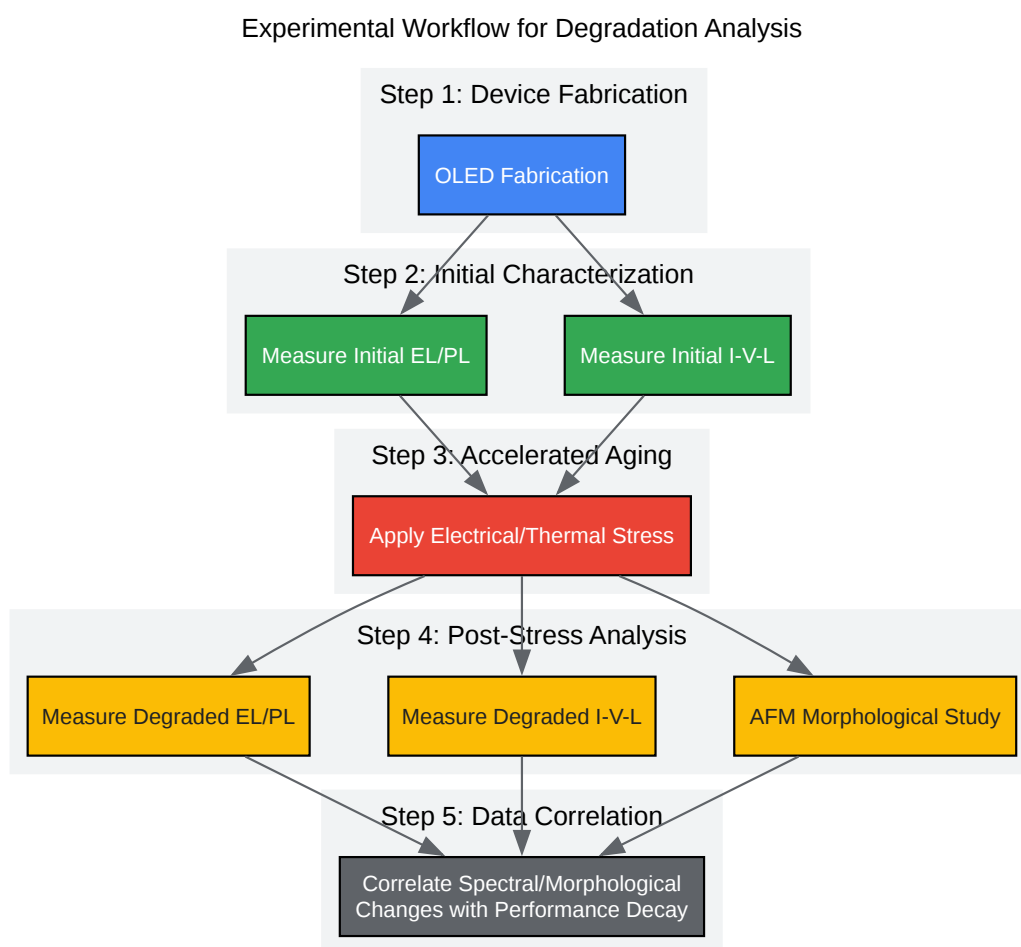 Experimental Workflow for Degradation Analysis
Step 1: Device Fabrication
OLED Fabrication
Step 2: Initial Characterization
Measure Initial EL/PL
Measure Initial I-V-L
Step 3: Accelerated Aging
Apply Electrical/Thermal Stress
Step 4: Post-Stress Analysis
Measure Degraded EL/PL
Measure Degraded I-V-L
AFM Morphological Study
Step 5: Data Correlation
Correlate Spectral/Morphological
Changes with Performance Decay